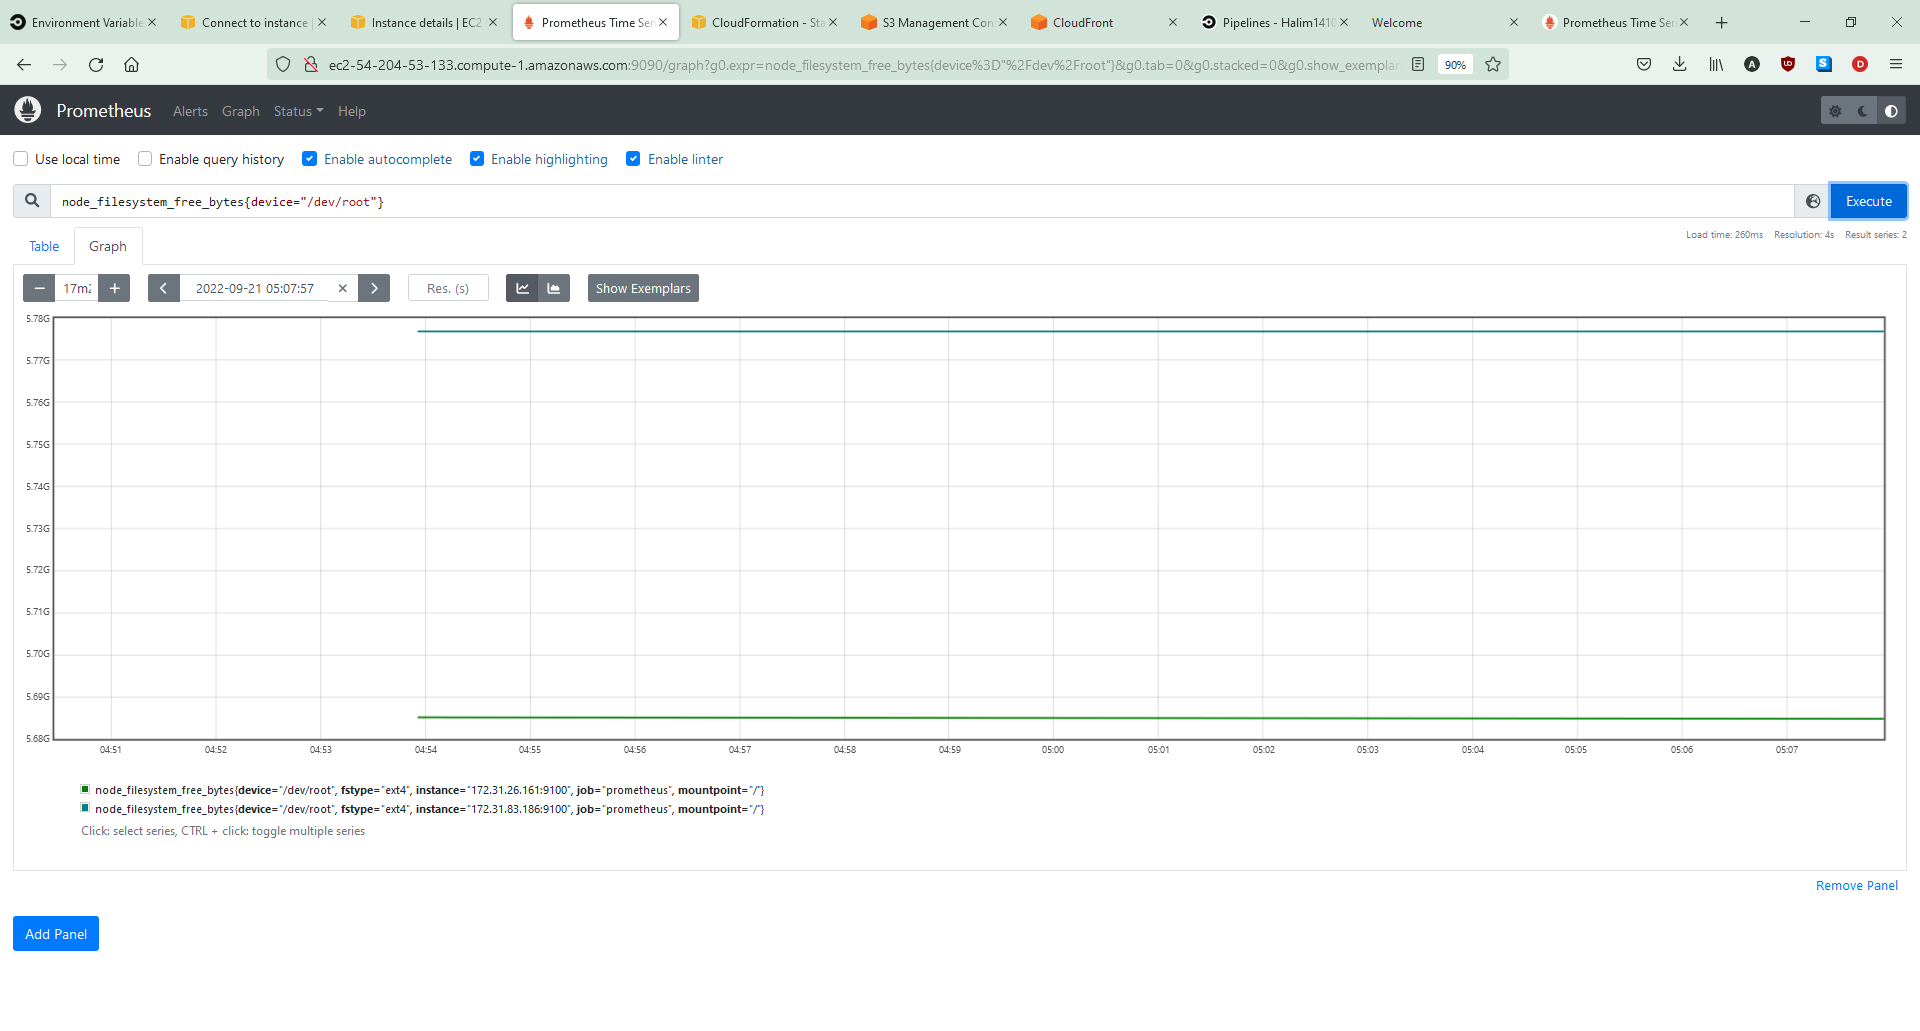 Environment Variable
Connect to instance |
Instance details | EC2
Prometheus Time Ser
CloudFormation - Sta
S3 Management Con
CloudFront
Pipelines - Halim1410
Welcome
Prometheus Time Ser
ec2-54-204-53-133.compute-1.amazonaws.com:9090/graph?g0.expr=node_filesystem_free_bytes{device%3D"%2Fdev%2Froot"}&g0.tab=0&g0.stacked=0&g0.show_exemplar
90%
A
UD
S
D
Prometheus
Alerts
Graph
Status
Help
Use local time
Enable query history
Enable autocomplete
Enable highlighting
Enable linter
node_filesystem_free_bytes{device="/dev/root"}
Execute
Table
Graph
Load time: 260ms
Resolution: 4s
Result series: 2
17m2
2022-09-21 05:07:57
Res. (s)
Show Exemplars
5.78G
5.77G
5.76G
5.75G
5.74G
5.73G
5.72G
5.71G
5.70G
5.69G
5.68G
04:51
04:52
04:53
04:54
04:55
04:56
04:57
04:58
04:59
05:00
05:01
05:02
05:03
05:04
05:05
05:06
05:07
node_filesystem_free_bytes{device="/dev/root", fstype="ext4", instance="172.31.26.161:9100", job="prometheus", mountpoint="/"}
node_filesystem_free_bytes{device="/dev/root", fstype="ext4", instance="172.31.83.186:9100", job="prometheus", mountpoint="/"}
Click: select series, CTRL + click: toggle multiple series
Remove Panel
Add Panel